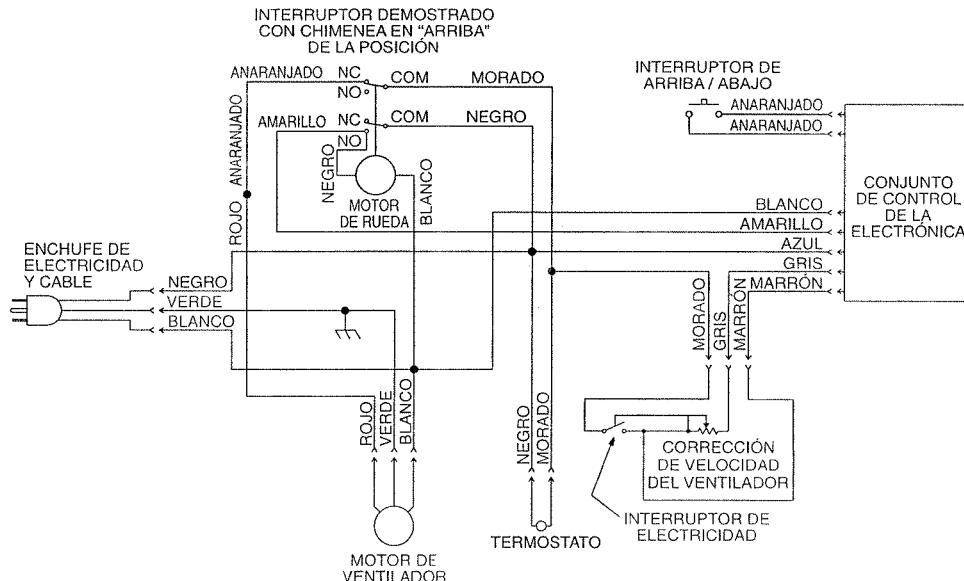 INTERRUPTOR DEMOSTRADO
CON CHIMENEA EN "ARRIBA"
DE LA POSICIÓN
ANARANJADO
NC
COM
MORADO
NO
INTERRUPTOR DE
ARRIBA / ABAJO
ANARANJADO
ANARANJADO
AMARILLO
NC
COM
NEGRO
NO
ANARANJADO
NEGRO
BLANCO
MOTOR
DE RUEDA
ROJO
CONJUNTO
DE CONTROL
DE LA
ELECTRÓNICA
BLANCO
AMARILLO
AZUL
GRIS
MARRÓN
ENCHUFE DE
ELECTRICIDAD
Y CABLE
NEGRO
VERDE
BLANCO
MORADO
GRIS
MARRÓN
ROJO
VERDE
BLANCO
NEGRO
MORADO
CORRECCIÓN
DE VELOCIDAD
DEL VENTILADOR
INTERRUPTOR DE
ELECTRICIDAD
TERMOSTATO
MOTOR DE
VENTILADOR